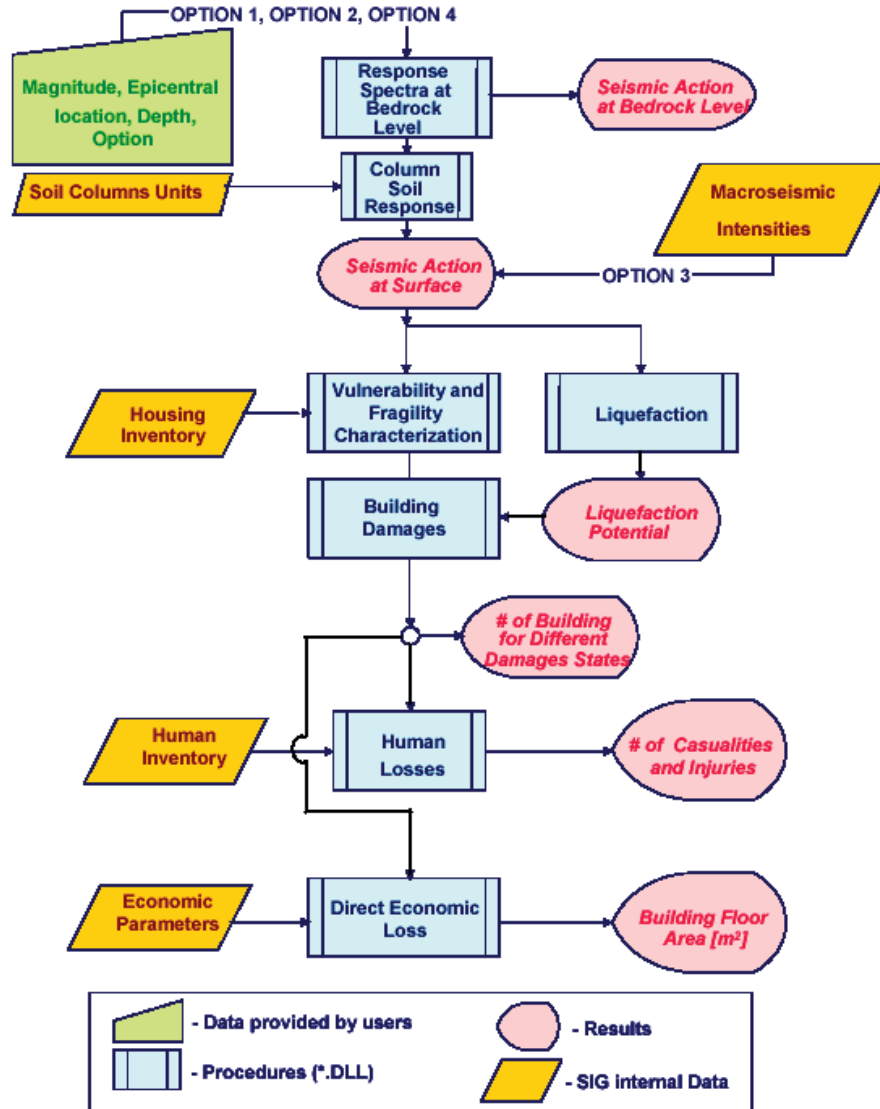 OPTION 1, OPTION 2, OPTION 4
Magnitude, Epicentral
location, Depth,
Option
Response
Spectra at
Bedrock
Level
Seismic Action
at Bedrock Level
Soil Columns Units
Column
Soil
Response
Macroseismic
Intensities
Seismic Action
at Surface
OPTION 3
Housing
Inventory
Vulnerability and
Fragility
Characterization
Liquefaction
Building
Damages
Liquefaction
Potential
# of Building
for Different
Damages States
Human
Inventory
Human
Losses
# of Casualities
and Injuries
Economic
Parameters
Direct Economic
Loss
Building Floor
Area [m²]
- Data provided by users
- Results
- Procedures (*.DLL)
- SIG internal Data